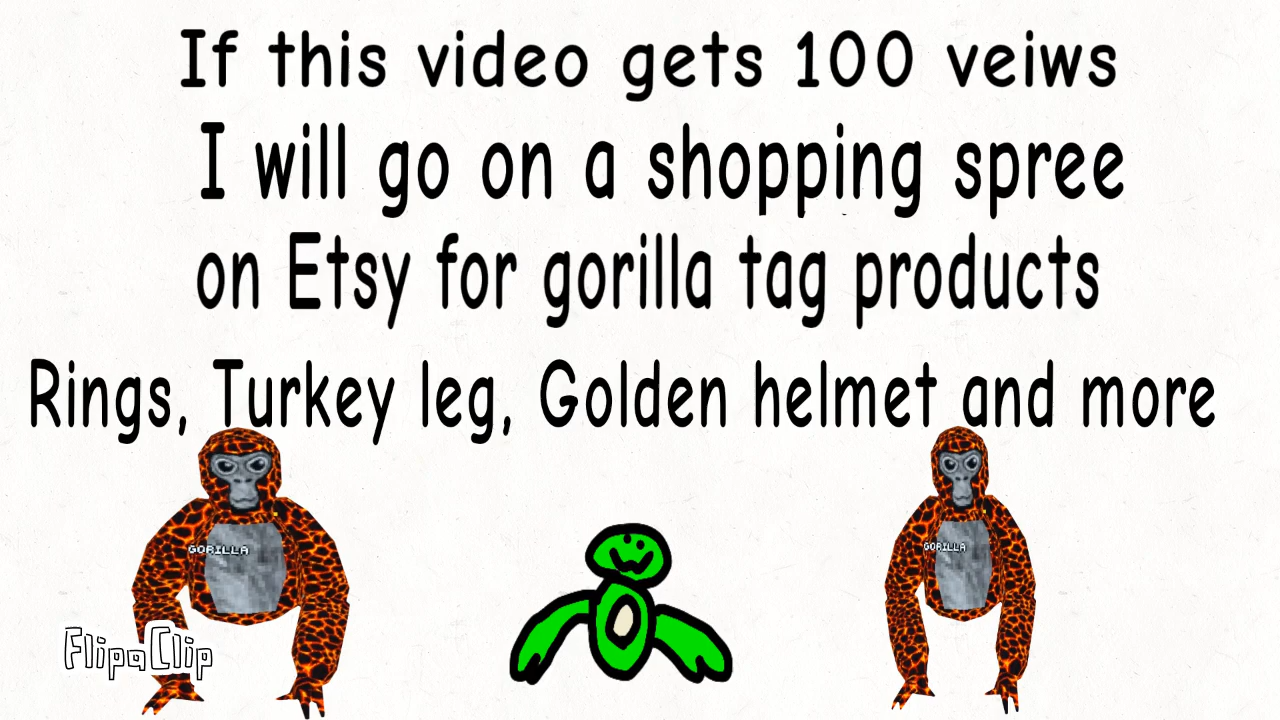 If this video gets 100 veiws
I will go on a shopping spree
on Etsy for gorilla tag products
Rings, Turkey leg, Golden helmet and more
GORILLA
GORILLA
FlipaClip